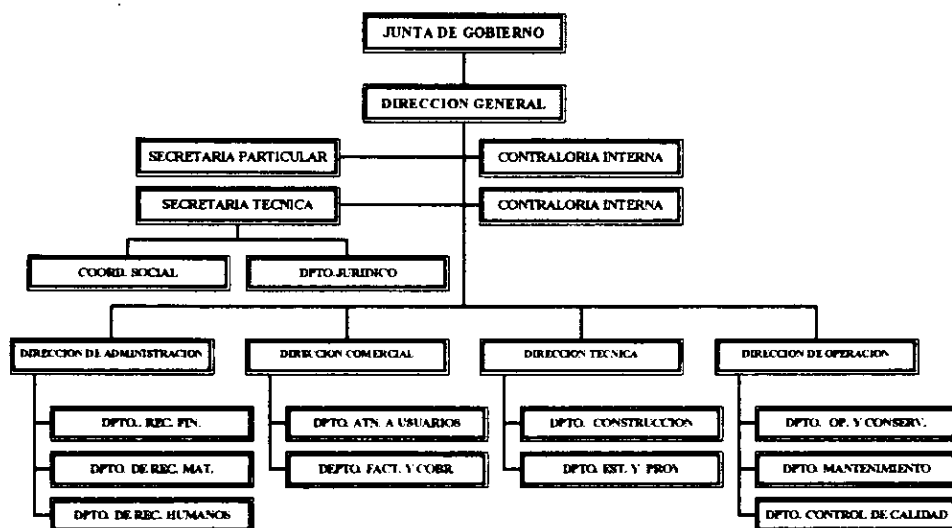 JUNTA DE GOBIERNO
DIRECCION GENERAL
SECRETARIA PARTICULAR
CONTRALORIA INTERNA
SECRETARIA TECNICA
CONTRALORIA INTERNA
COORD. SOCIAL
DPTO.JURIDICO
DIRECCION DE ADMINISTRACION
DIRECCION COMERCIAL
DIRECCION TECNICA
DIRECCION DE OPERACION
DPTO.. REC. FIN.
DPTO. ATN. A USUARIOS
DPTO. CONSTRUCCION
DPTO. OP. Y CONSERV.
DPTO. DE REC. MAT.
DEPTO. FACT. Y COBR.
DPTO. EST. Y PROY
DPTO. MANTENIMIENTO
DPTO. DE REC. HUMANOS
DPTO. CONTROL DE CALIDAD